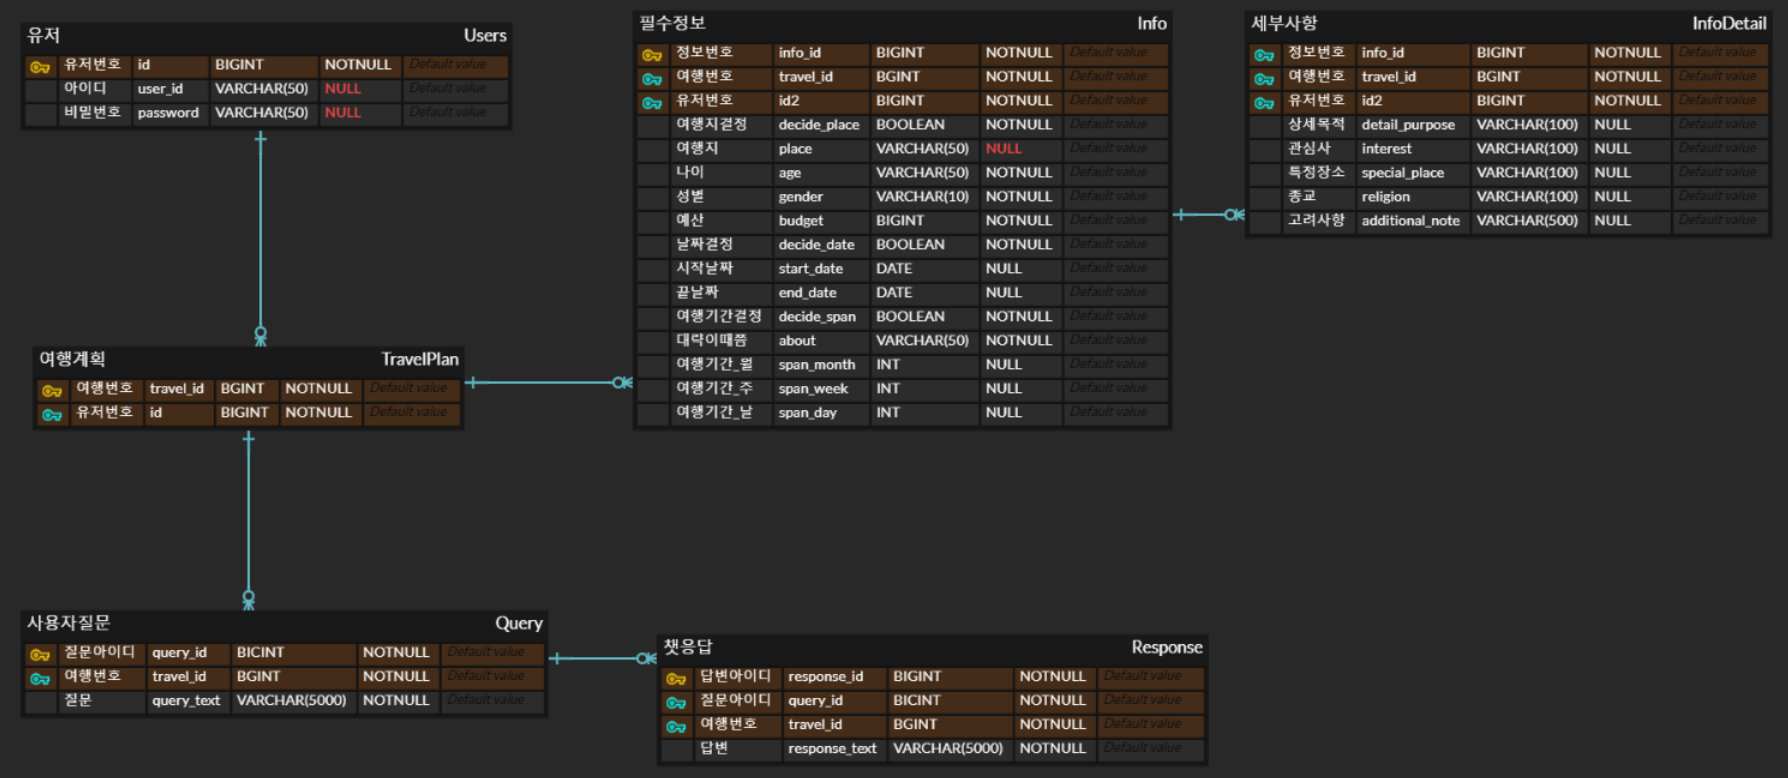 유저 Users
유저번호 id BIGINT NOTNULL Default value
아이디 user_id VARCHAR(50) NULL Default value
비밀번호 password VARCHAR(50) NULL Default value
필수정보 Info
정보번호 info_id BIGINT NOTNULL Default value
여행번호 travel_id BGINT NOTNULL Default value
유저번호 id2 BIGINT NOTNULL Default value
여행지결정 decide_place BOOLEAN NOTNULL Default value
여행지 place VARCHAR(50) NULL Default value
나이 age VARCHAR(50) NOTNULL Default value
성별 gender VARCHAR(10) NOTNULL Default value
예산 budget BIGINT NOTNULL Default value
날짜결정 decide_date BOOLEAN NOTNULL Default value
시작날짜 start_date DATE NULL Default value
끝날짜 end_date DATE NULL Default value
여행기간결정 decide_span BOOLEAN NOTNULL Default value
대략이때쯤 about VARCHAR(50) NOTNULL Default value
여행기간_월 span_month INT NULL Default value
여행기간_주 span_week INT NULL Default value
여행기간_날 span_day INT NULL Default value
세부사항 InfoDetail
정보번호 info_id BIGINT NOTNULL Default value
여행번호 travel_id BGINT NOTNULL Default value
유저번호 id2 BIGINT NOTNULL Default value
상세목적 detail_purpose VARCHAR(100) NULL Default value
관심사 interest VARCHAR(100) NULL Default value
특정장소 special_place VARCHAR(100) NULL Default value
종교 religion VARCHAR(100) NULL Default value
고려사항 additional_note VARCHAR(500) NULL Default value
여행계획 TravelPlan
여행번호 travel_id BGINT NOTNULL Default value
유저번호 id BIGINT NOTNULL Default value
사용자질문 Query
질문아이디 query_id BICINT NOTNULL Default value
여행번호 travel_id BGINT NOTNULL Default value
질문 query_text VARCHAR(5000) NOTNULL Default value
챗응답 Response
답변아이디 response_id BIGINT NOTNULL Default value
질문아이디 query_id BICINT NOTNULL Default value
여행번호 travel_id BGINT NOTNULL Default value
답변 response_text VARCHAR(5000) NOTNULL Default value